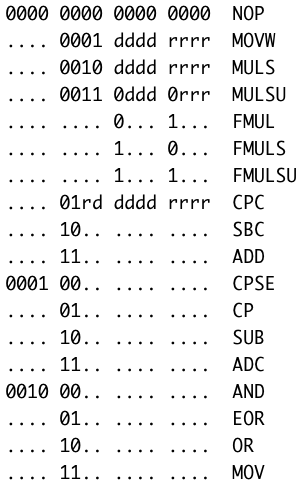 0000 0000 0000 0000 NOP
.... 0001 dddd rrrr MOVW
.... 0010 dddd rrrr MULS
.... 0011 0ddd 0rrr MULSU
.... .... 0... 1... FMUL
.... .... 1... 0... FMULS
.... .... 1... 1... FMULSU
.... 01rd dddd rrrr CPC
.... 10.. .... .... SBC
.... 11.. .... .... ADD
0001 00.. .... .... CPSE
.... 01.. .... .... CP
.... 10.. .... .... SUB
.... 11.. .... .... ADC
0010 00.. .... .... AND
.... 01.. .... .... EOR
.... 10.. .... .... OR
.... 11.. .... .... MOV